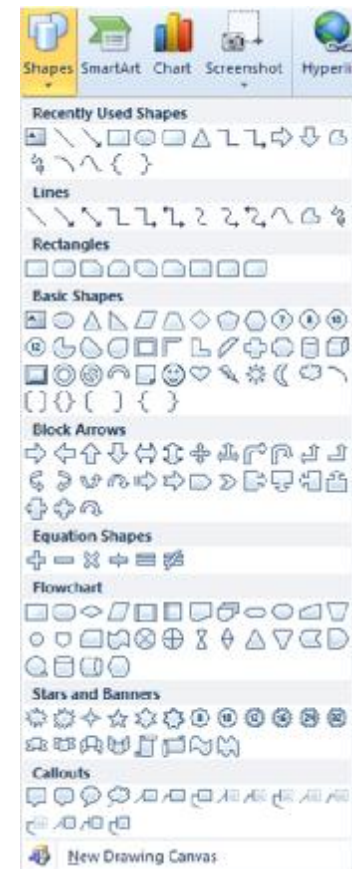 Shapes SmartArt Chart Screenshot Hyperli
Recently Used Shapes
Lines
Rectangles
Basic Shapes
Block Arrows
Equation Shapes
Flowchart
Stars and Banners
Callouts
New Drawing Canvas